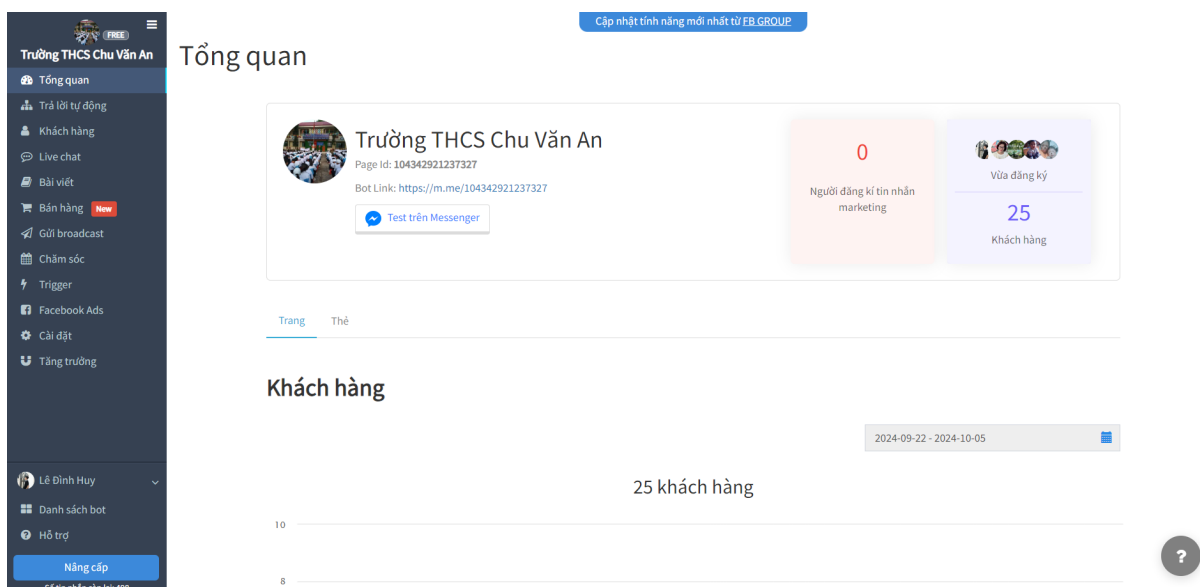 Cập nhật tính năng mới nhất từ FB GROUP
FREE
Trường THCS Chu Văn An
Tổng quan
Trả lời tự động
Khách hàng
Live chat
Bài viết
Bán hàng New
Gửi broadcast
Chăm sóc
Trigger
Facebook Ads
Cài đặt
Tăng trưởng
Lê Đình Huy
Danh sách bot
Hỗ trợ
Nâng cấp
Tổng quan
Trường THCS Chu Văn An
Page Id: 104342921237327
Bot Link: https://m.me/104342921237327
Test trên Messenger
0
Người đăng kí tin nhắn
marketing
Vừa đăng ký
25
Khách hàng
Trang Thẻ
Khách hàng
2024-09-22 - 2024-10-05
25 khách hàng
10
8
?